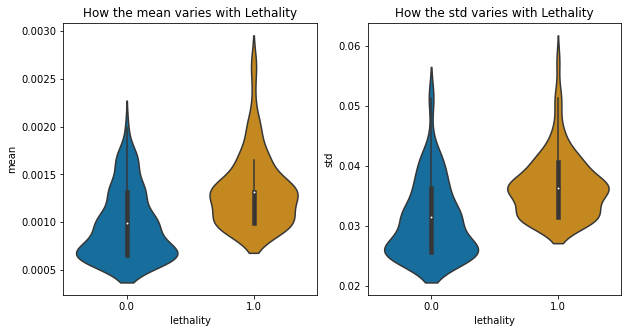 How the mean varies with Lethality
mean
0.0030
0.0025
0.0020
0.0015
0.0010
0.0005
0.0
1.0
lethality
How the std varies with Lethality
std
0.06
0.05
0.04
0.03
0.02
0.0
1.0
lethality